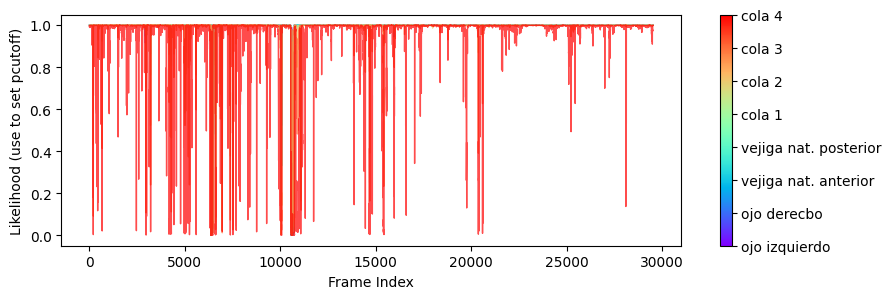 Likelihood (use to set pcutoff)
1.0
0.8
0.6
0.4
0.2
0.0
0
5000
10000
15000
20000
25000
30000
Frame Index
cola 4
cola 3
cola 2
cola 1
vejiga nat. posterior
vejiga nat. anterior
ojo derecbo
ojo izquierdo